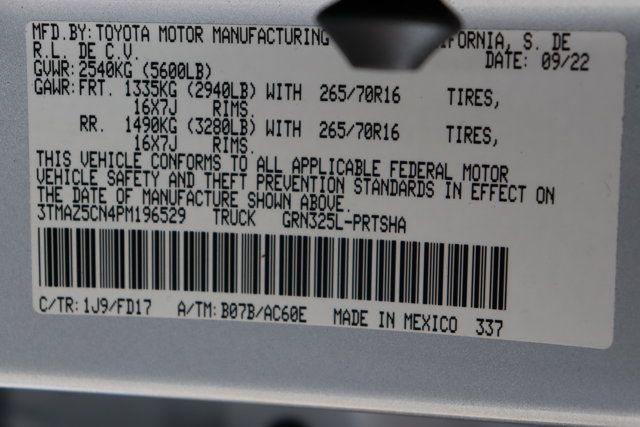 MFD.BY: TOYOTA MOTOR MANUFACTURING IFORNIA, S. DE
R.L. DE C.V. DATE: 09/22
GVWR: 2540KG (5600LB)
GAWR: FRT. 1335KG (2940LB) WITH 265/70R16 TIRES,
16X7J RIMS,
RR. 1490KG (3280LB) WITH 265/70R16 TIRES,
16X7J RIMS.
THIS VEHICLE CONFORMS TO ALL APPLICABLE FEDERAL MOTOR
VEHICLE SAFETY AND THEFT PREVENTION STANDARDS IN EFFECT ON
THE DATE OF MANUFACTURE SHOWN ABOVE.
3TMAZ5CN4PM196529 TRUCK GRN325L-PRTSHA
C/TR: 1J9/FD17 A/TM: B07B/AC60E MADE IN MEXICO 337